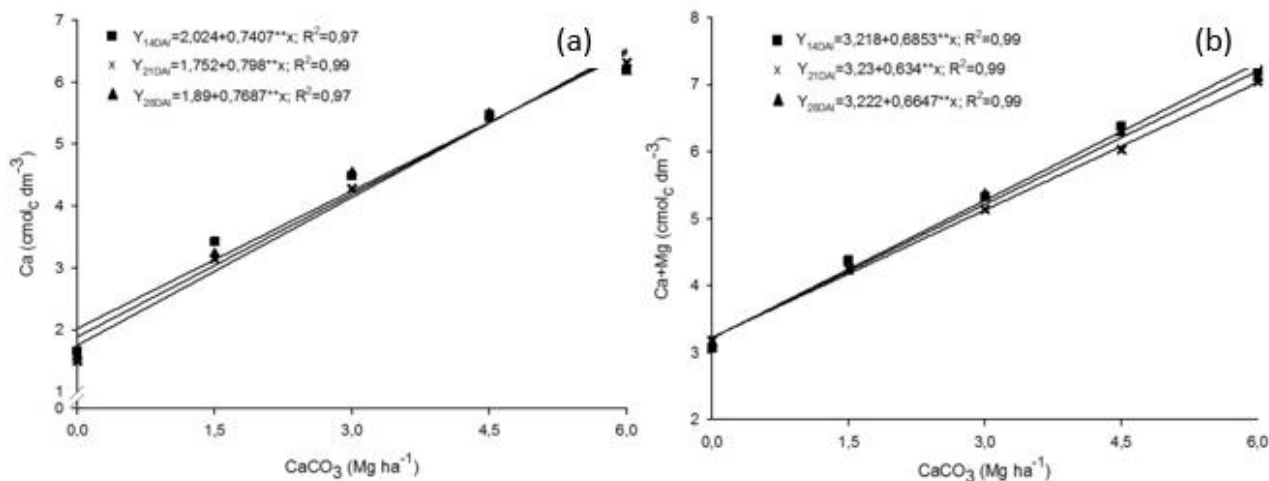 7
6
5
4
3
2
1
0
Ca (cmolc dm-3)
■ Y14DAI=2,024+0,7407**x; R2=0,97
x Y21DAI=1,752+0,798**x; R2=0,99
▲ Y28DAI=1,89+0,7687**x; R2=0,97
(a)
0,0 1,5 3,0 4,5 6,0
CaCO3 (Mg ha-1)
8
7
6
5
4
3
2
Ca+Mg (cmolc dm-3)
■ Y14DAI=3,218+0,6853**x; R2=0,99
x Y21DAI=3,23+0,634**x; R2=0,99
▲ Y28DAI=3,222+0,6647**x; R2=0,99
(b)
0,0 1,5 3,0 4,5 6,0
CaCO3 (Mg ha-1)